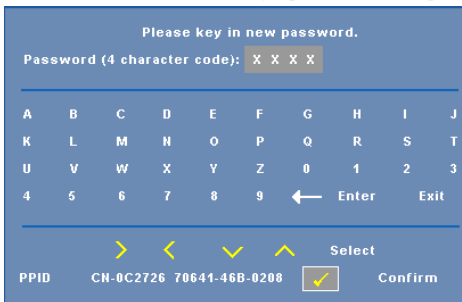 Please key in new password.
Password (4 character code): X X X X
A B C D E F G H I J
K L M N O P Q R S T
U V W X Y Z 0 1 2 3
4 5 6 7 8 9 ← Enter Exit
> < ∨ ∧ Select
PPID CN-0C2726 70641-46B-0208 ✓ Confirm